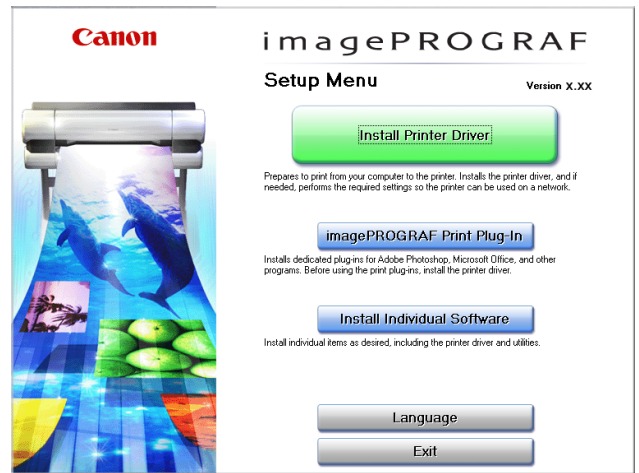 Canon
imagePROGRAF
Setup Menu
Version X.XX
Install Printer Driver
Prepares to print from your computer to the printer. Installs the printer driver, and if
needed, performs the required settings so the printer can be used on a network.
imagePROGRAF Print Plug-In
Installs dedicated plug-ins for Adobe Photoshop, Microsoft Office, and other
programs. Before using the print plug-ins, install the printer driver.
Install Individual Software
Install individual items as desired, including the printer driver and utilities.
Language
Exit